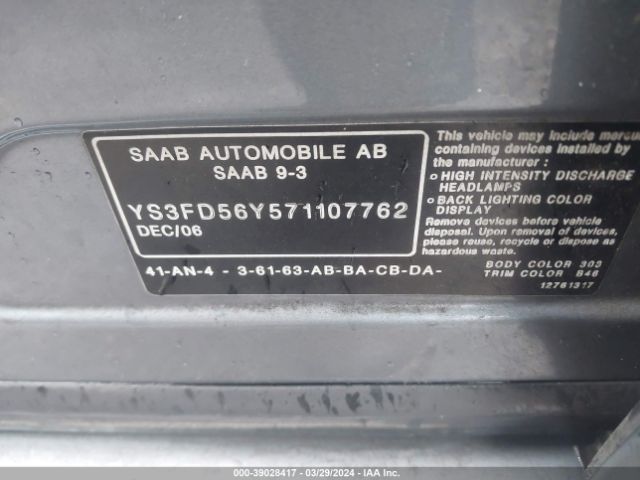 SAAB AUTOMOBILE AB
SAAB 9-3
YS3FD56Y571107762
DEC/06
41-AN-4 - 3-61-63-AB-BA-CB-DA-
This vehicle may include mercu
containing devices installed by
the manufacturer :
o HIGH INTENSITY DISCHARGE
HEADLAMPS
o BACK LIGHTING COLOR
DISPLAY
Remove devices before vehicle
disposal. Upon removal of devices,
please reuse, recycle or dispose as
hazardous waste.
BODY COLOR 303
TRIM COLOR B46
12761317
000-39028417 - 03/29/2024 - IAA Inc.